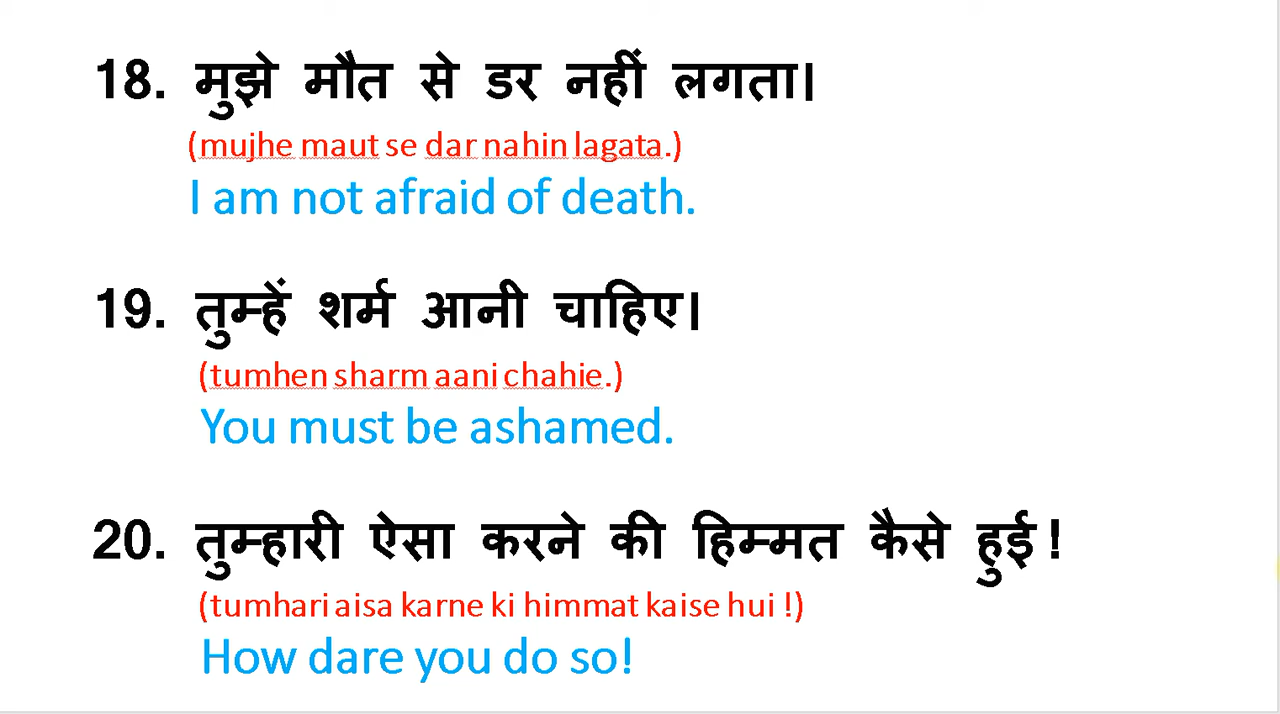 18. मुझे मौत से डर नहीं लगता।
(mujhe maut se dar nahin lagata.)
I am not afraid of death.
19. तुम्हें शर्म आनी चाहिए।
(tumhen sharm aani chahie.)
You must be ashamed.
20. तुम्हारी ऐसा करने की हिम्मत कैसे हुई !
(tumhari aisa karne ki himmat kaise hui !)
How dare you do so!